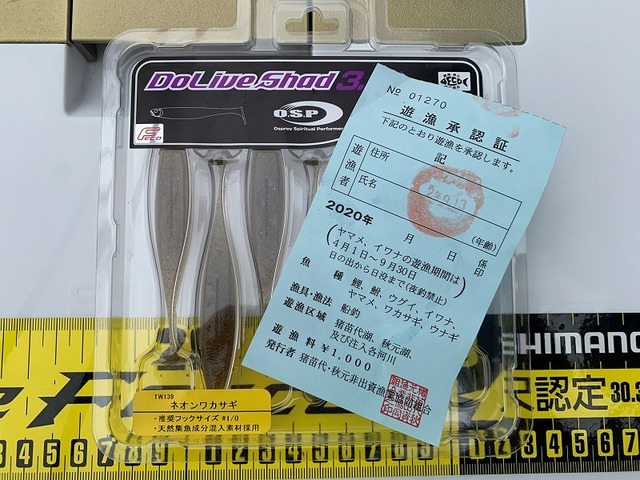 DoLiveShad 3.
FECO
FECO
O.S.P
Osprey Spiritual Performance
№ 01270
遊漁承認証
下記のとおり遊漁を承認します。
記
遊漁者
住所
氏名
(年齢)
2020年 月 日
係印
(ヤマメ、イワナの遊漁期間は
4月1日〜9月30日
日の出から日没まで(夜釣禁止))
魚種 鯉、鮒、ウグイ、イワナ、
ヤマメ、ワカサギ、ウナギ
漁具・漁法 船釣
遊漁区域 猪苗代湖、秋元湖、
及び注入各河川
遊漁料 ¥1,000
発行者 猪苗代・秋元非出資漁業協同組合
TW139
ネオンワカサギ
・推奨フックサイズ #1/0
・天然集魚成分混入素材採用
SHIMANO
尺認定 30.